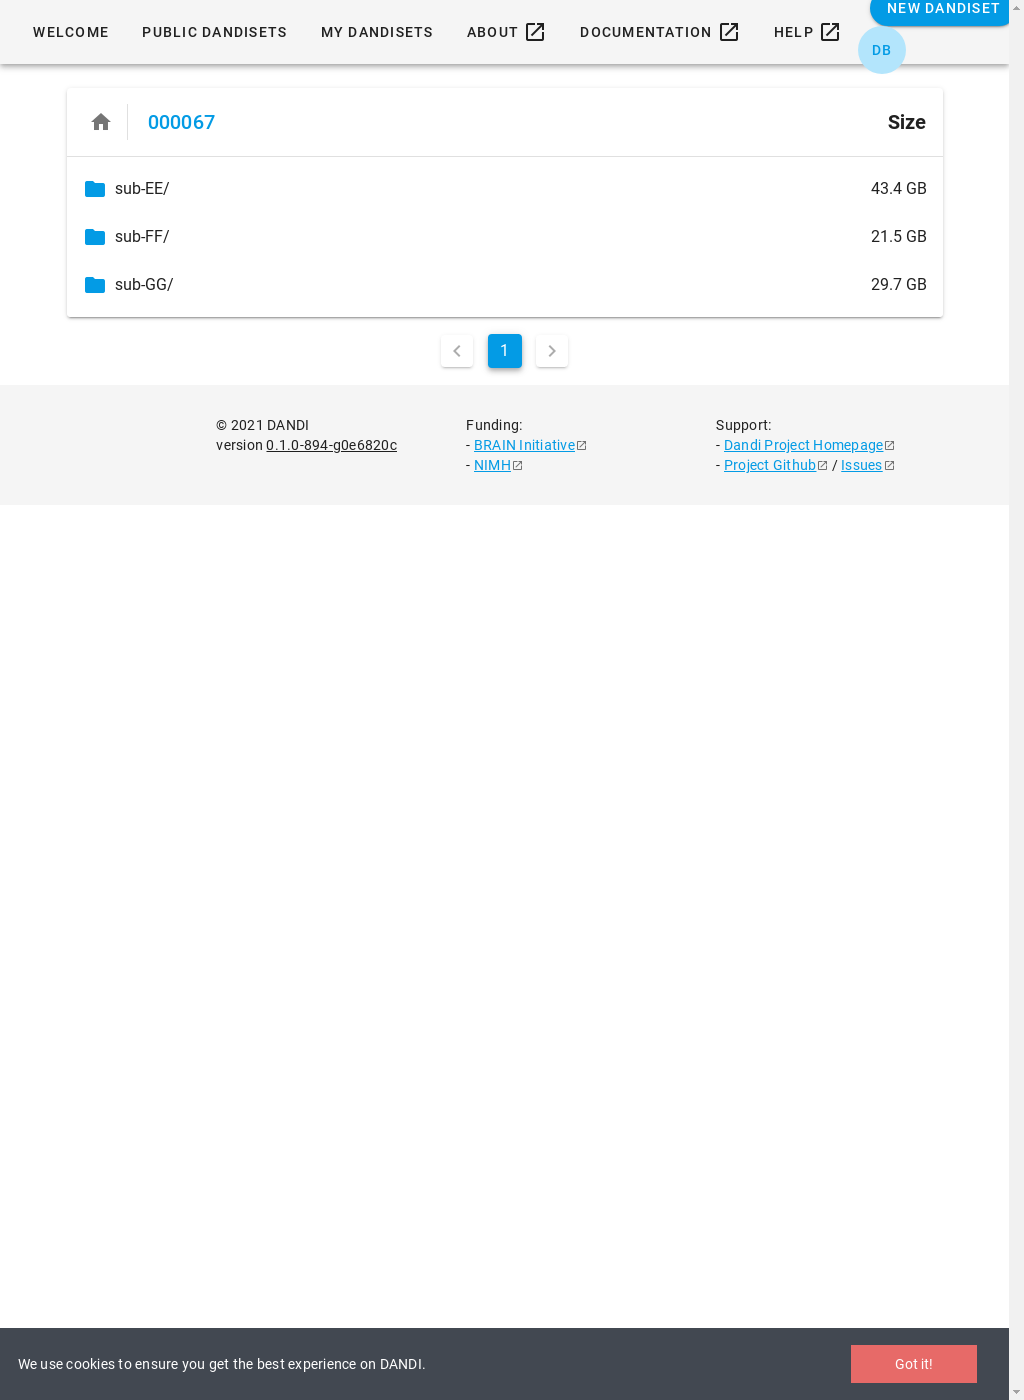 WELCOME PUBLIC DANDISETS MY DANDISETS ABOUT DOCUMENTATION HELP NEW DANDISET
DB
000067 Size
sub-EE/ 43.4 GB
sub-FF/ 21.5 GB
sub-GG/ 29.7 GB
1
© 2021 DANDI
version 0.1.0-894-g0e6820c
Funding:
- BRAIN Initiative
- NIMH
Support:
- Dandi Project Homepage
- Project Github / Issues
We use cookies to ensure you get the best experience on DANDI. Got it!